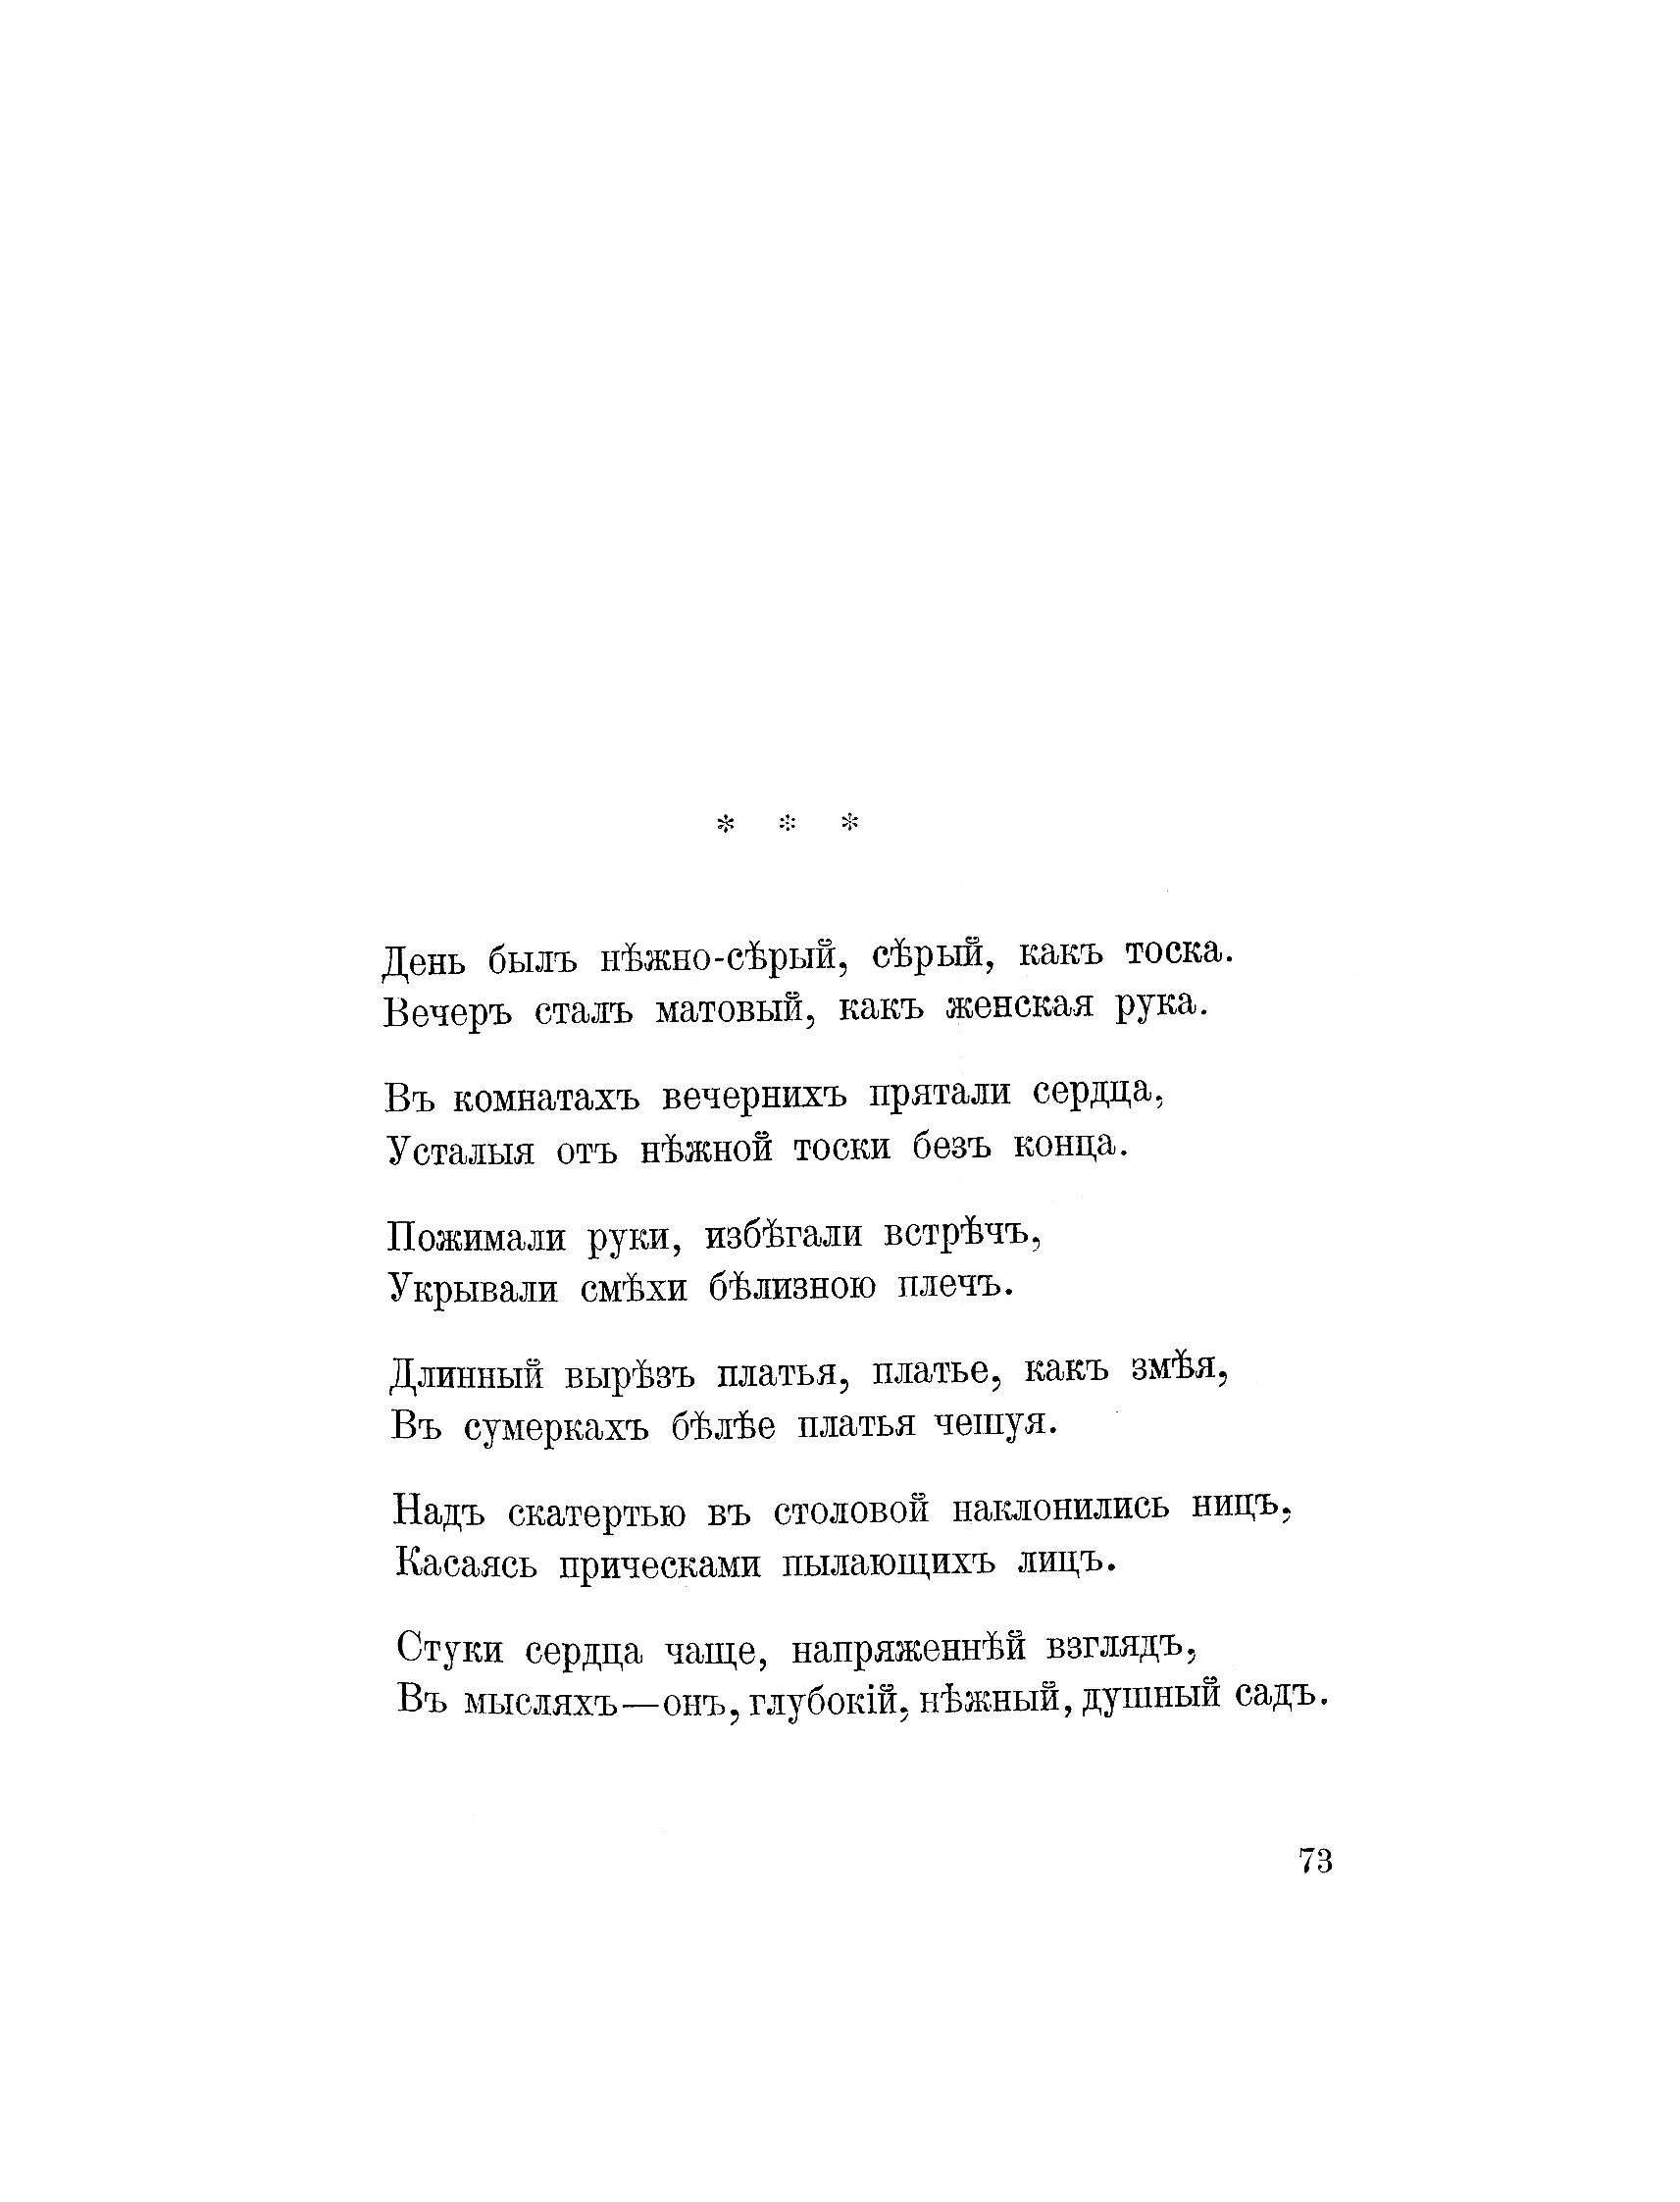 * * *
День былъ нѣжно-сѣрый, сѣрый, какъ тоска.
Вечеръ сталъ матовый, какъ женская рука.
Въ комнатахъ вечернихъ прятали сердца,
Усталыя отъ нѣжной тоски безъ конца.
Пожимали руки, избѣгали встрѣчъ,
Укрывали смѣхи бѣлизною плечъ.
Длинный вырѣзъ платья, платье, какъ змѣя,
Въ сумеркахъ бѣлѣе платья чешуя.
Надъ скатертью въ столовой наклонились ницъ,
Касаясь прическами пылающихъ лицъ.
Стуки сердца чаще, напряженнѣй взглядъ,
Въ мысляхъ—онъ, глубокій, нѣжный, душный садъ.
73